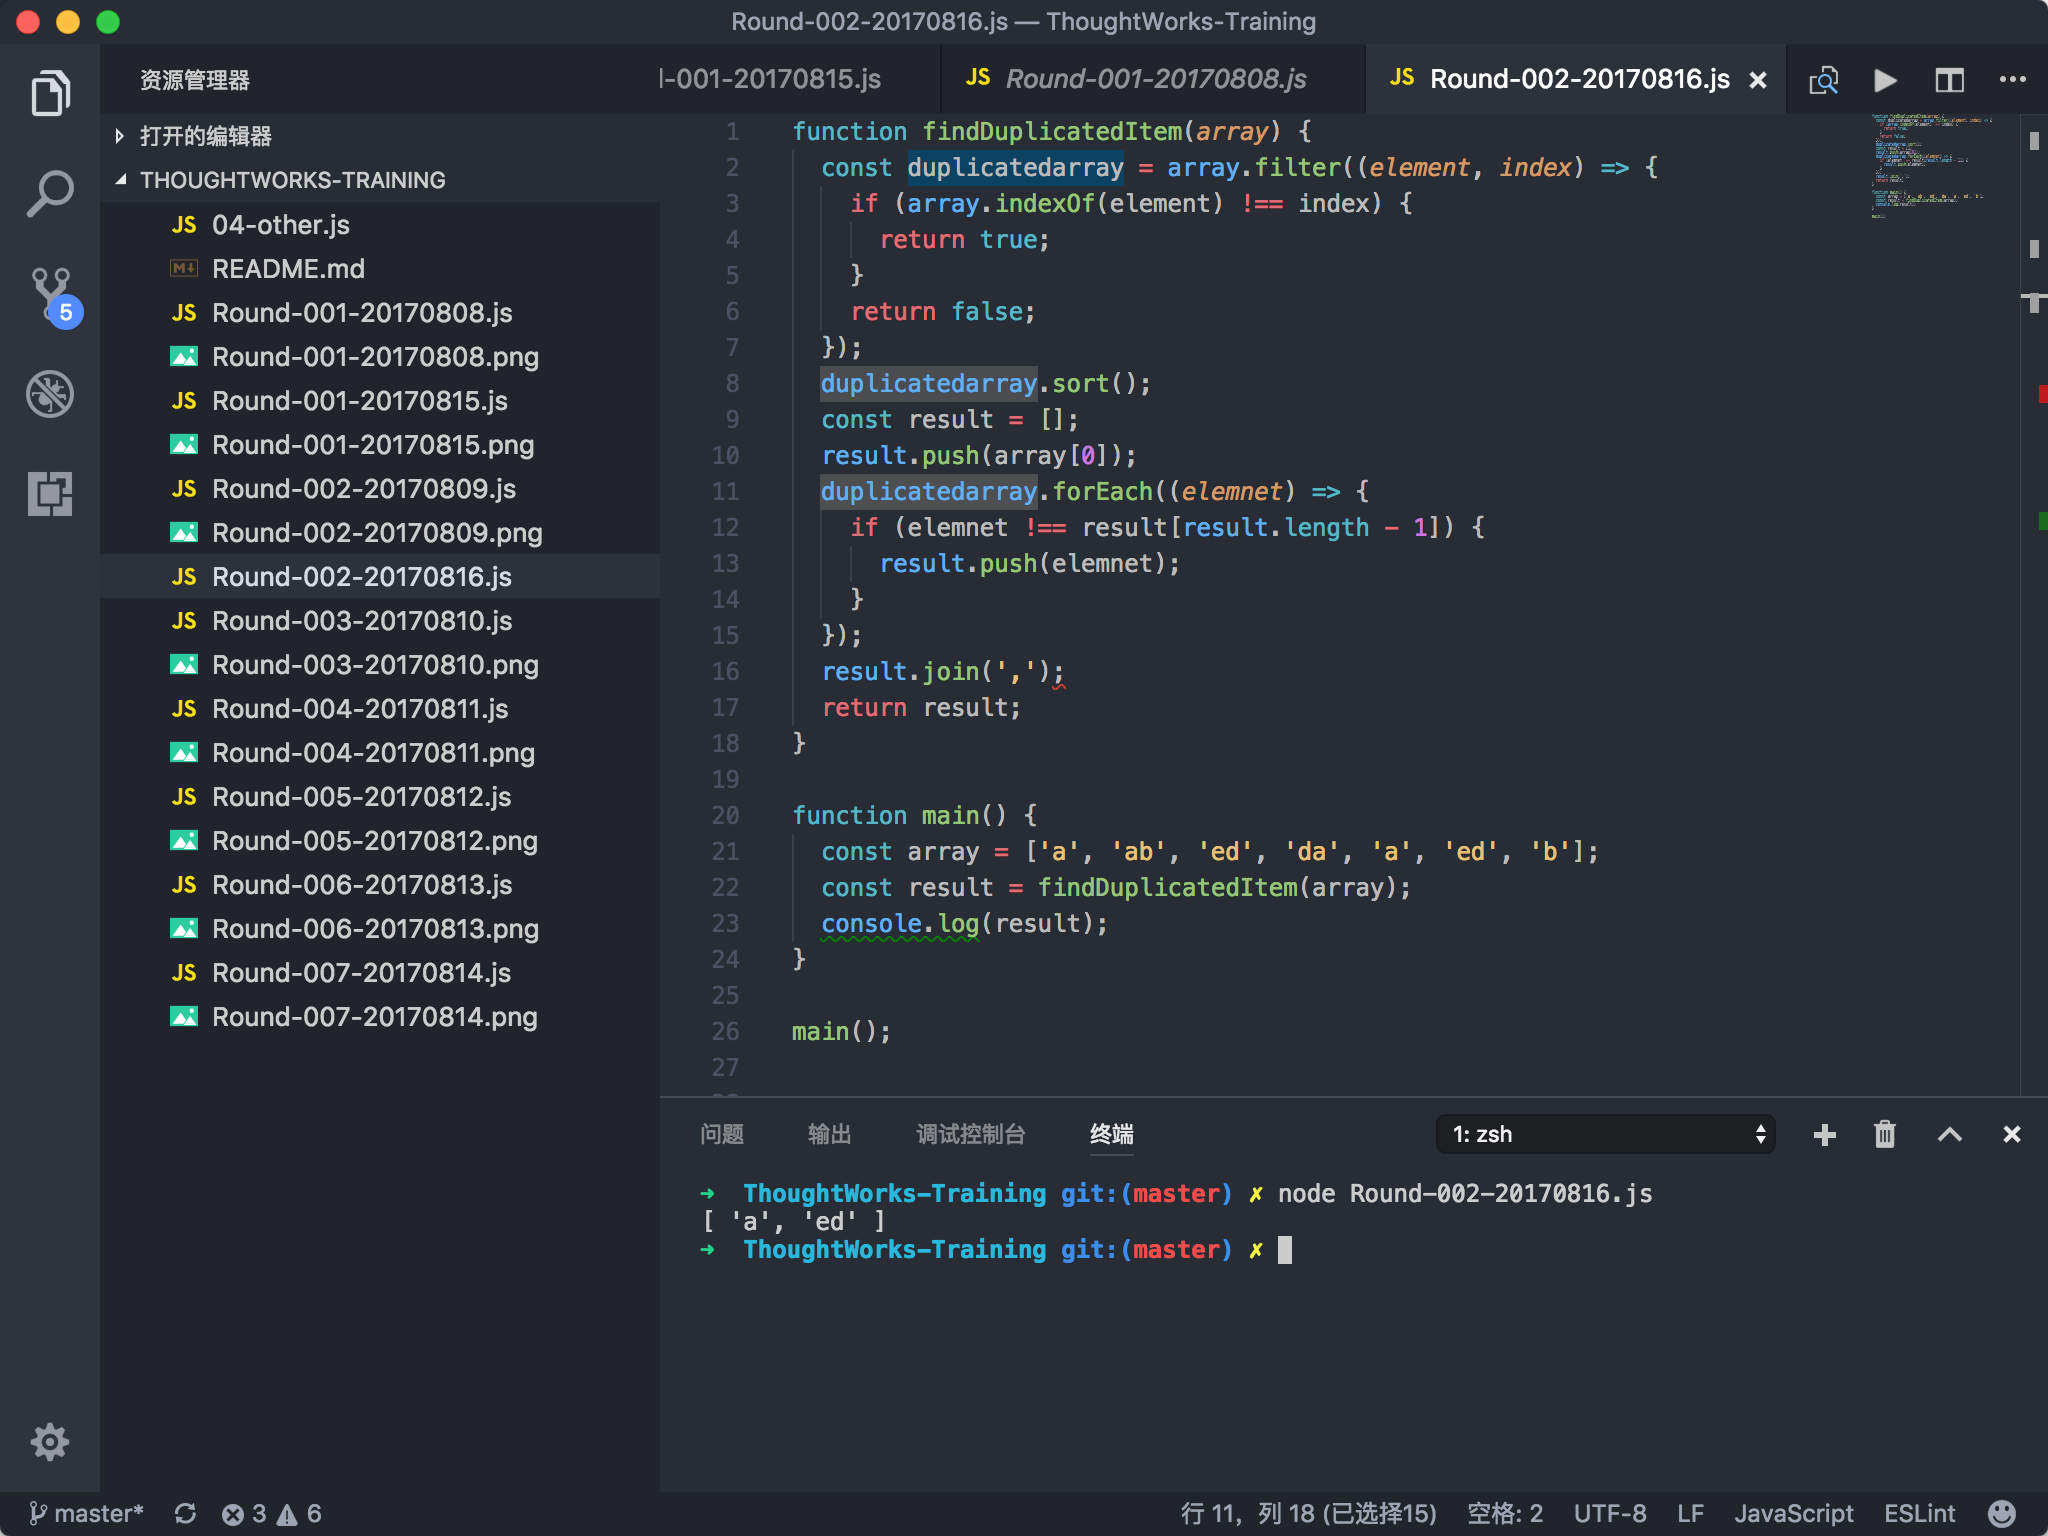 Round-002-20170816.js — ThoughtWorks-Training
资源管理器
l-001-20170815.js
JS Round-001-20170808.js
JS Round-002-20170816.js
打开的编辑器
THOUGHTWORKS-TRAINING
JS 04-other.js
M↓ README.md
JS Round-001-20170808.js
Round-001-20170808.png
JS Round-001-20170815.js
Round-001-20170815.png
JS Round-002-20170809.js
Round-002-20170809.png
JS Round-002-20170816.js
JS Round-003-20170810.js
Round-003-20170810.png
JS Round-004-20170811.js
Round-004-20170811.png
JS Round-005-20170812.js
Round-005-20170812.png
JS Round-006-20170813.js
Round-006-20170813.png
JS Round-007-20170814.js
Round-007-20170814.png
5
1 function findDuplicatedItem(array) {
2 const duplicatedarray = array.filter((element, index) => {
3 if (array.indexOf(element) !== index) {
4 return true;
5 }
6 return false;
7 });
8 duplicatedarray.sort();
9 const result = [];
10 result.push(array[0]);
11 duplicatedarray.forEach((elemnet) => {
12 if (elemnet !== result[result.length - 1]) {
13 result.push(elemnet);
14 }
15 });
16 result.join(',');
17 return result;
18 }
19
20 function main() {
21 const array = ['a', 'ab', 'ed', 'da', 'a', 'ed', 'b'];
22 const result = findDuplicatedItem(array);
23 console.log(result);
24 }
25
26 main();
27
问题 输出 调试控制台 终端
1: zsh
➜ ThoughtWorks-Training git:(master) ✗ node Round-002-20170816.js
[ 'a', 'ed' ]
➜ ThoughtWorks-Training git:(master) ✗
master* 3 6
行 11，列 18 (已选择15) 空格: 2 UTF-8 LF JavaScript ESLint